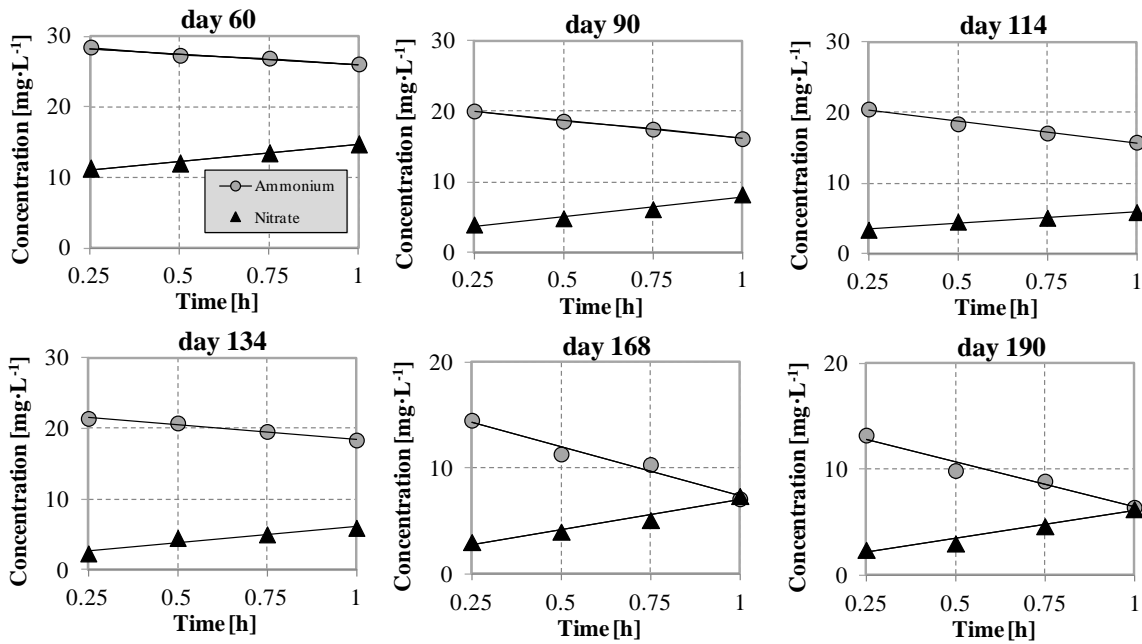 day 60
Concentration [mg·L-1]
30
20
10
0
0.25 0.5 0.75 1
Time [h]
Ammonium
Nitrate
day 90
Concentration [mg·L-1]
30
20
10
0
0.25 0.5 0.75 1
Time [h]
day 114
Concentration [mg·L-1]
30
20
10
0
0.25 0.5 0.75 1
Time [h]
day 134
Concentration [mg·L-1]
30
20
10
0
0.25 0.5 0.75 1
Time [h]
day 168
Concentration [mg·L-1]
20
10
0
0.25 0.5 0.75 1
Time [h]
day 190
Concentration [mg·L-1]
20
10
0
0.25 0.5 0.75 1
Time [h]